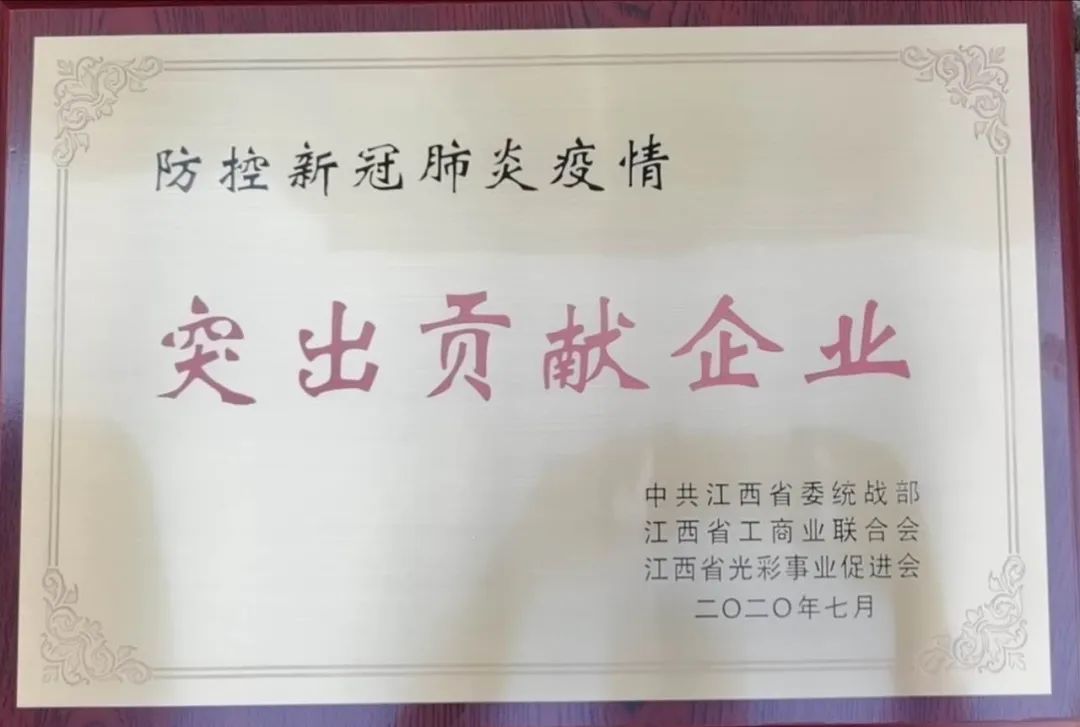 防控新冠肺炎疫情
突出贡献企业
中共江西省委统战部
江西省工商业联合会
江西省光彩事业促进会
二〇二〇年七月